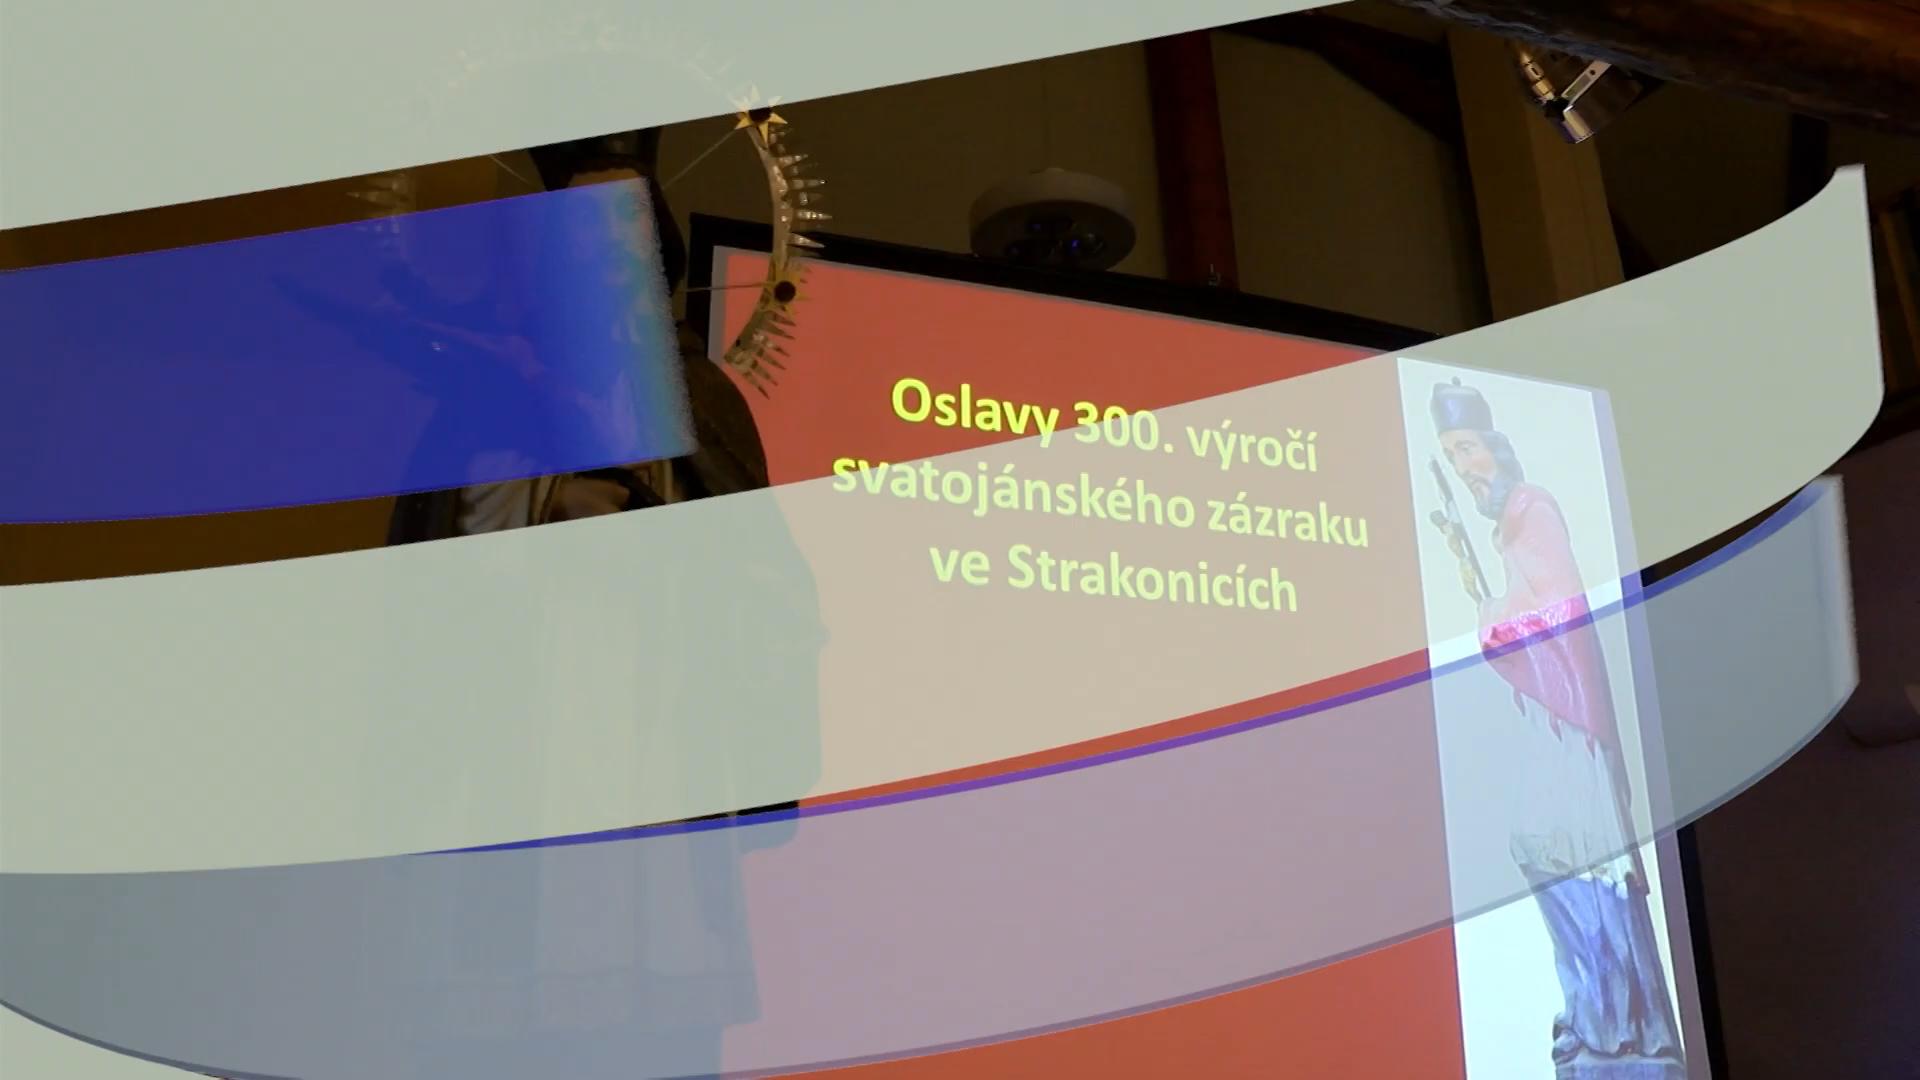 Oslavy 300. výročí
svatojánského zázraku
ve Strakonicích